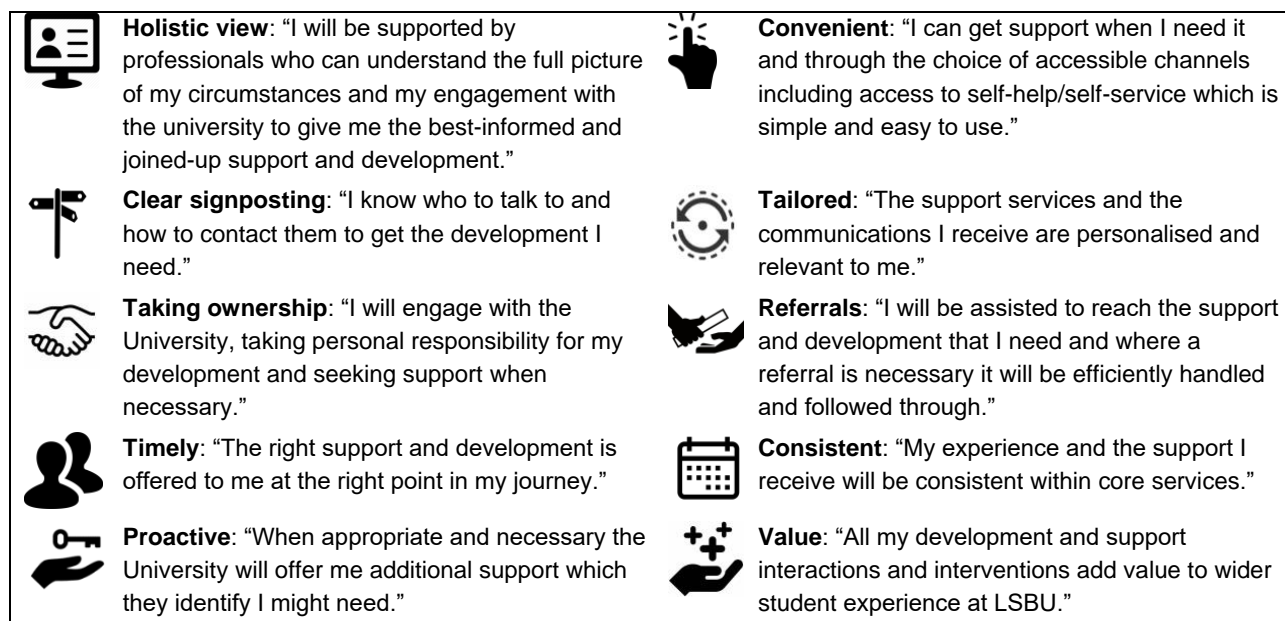 Holistic view: “I will be supported by
professionals who can understand the full picture
of my circumstances and my engagement with
the university to give me the best-informed and
joined-up support and development.”
Convenient: “I can get support when I need it
and through the choice of accessible channels
including access to self-help/self-service which is
simple and easy to use.”
Clear signposting: “I know who to talk to and
how to contact them to get the development I
need.”
Tailored: “The support services and the
communications I receive are personalised and
relevant to me.”
Taking ownership: “I will engage with the
University, taking personal responsibility for my
development and seeking support when
necessary.”
Referrals: “I will be assisted to reach the support
and development that I need and where a
referral is necessary it will be efficiently handled
and followed through.”
Timely: “The right support and development is
offered to me at the right point in my journey.”
Consistent: “My experience and the support I
receive will be consistent within core services.”
Proactive: “When appropriate and necessary the
University will offer me additional support which
they identify I might need.”
Value: “All my development and support
interactions and interventions add value to wider
student experience at LSBU.”